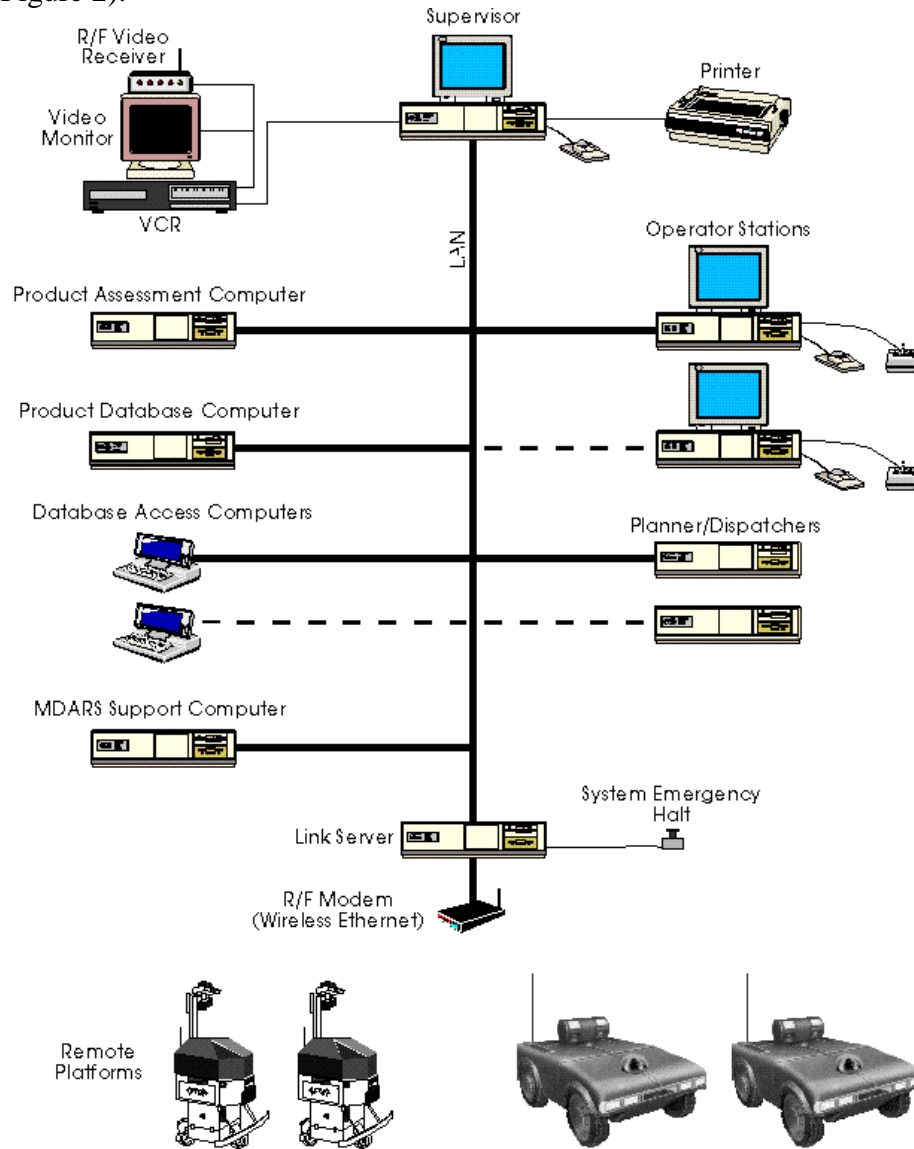 Figure 2).
Supervisor
R/F Video
Receiver
Printer
Video
Monitor
VCR
LAN
Operator Stations
Product Assessment Computer
Product Database Computer
Database Access Computers
Planner/Dispatchers
MDARS Support Computer
System Emergency
Halt
Link Server
R/F Modem
(Wireless Ethernet)
Remote
Platforms